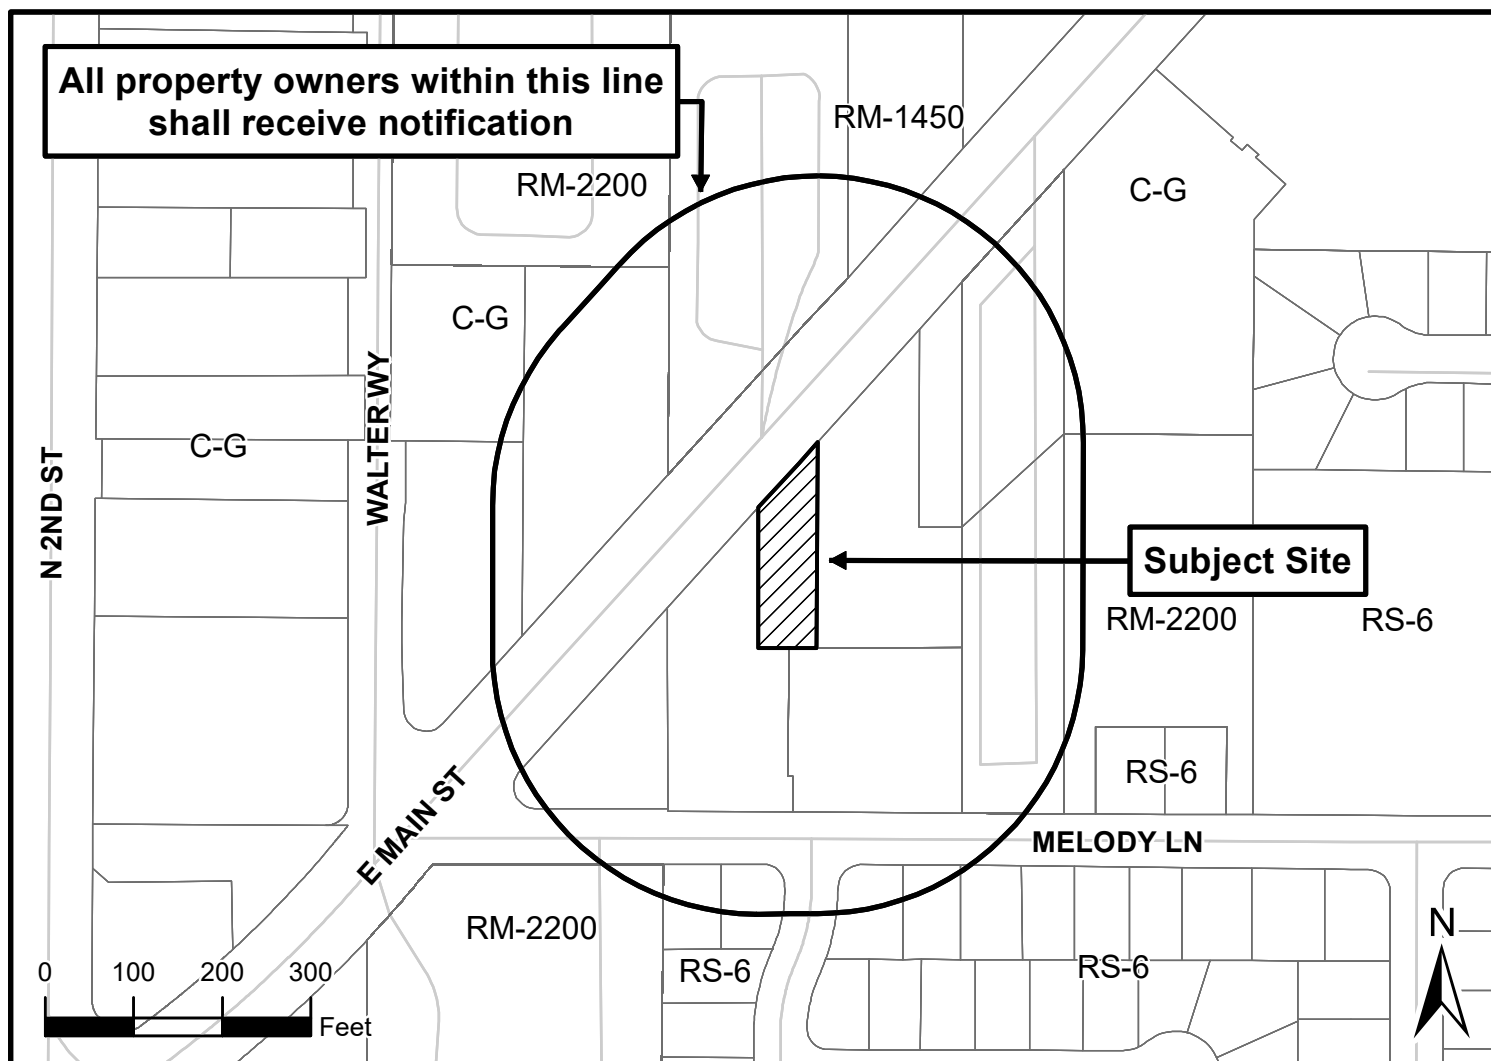 All property owners within this line
shall receive notification
RM-1450
RM-2200
C-G
C-G
C-G
WALTER WY
N 2ND ST
Subject Site
RM-2200
RS-6
RS-6
E MAIN ST
MELODY LN
RM-2200
RS-6
RS-6
N
0 100 200 300
Feet